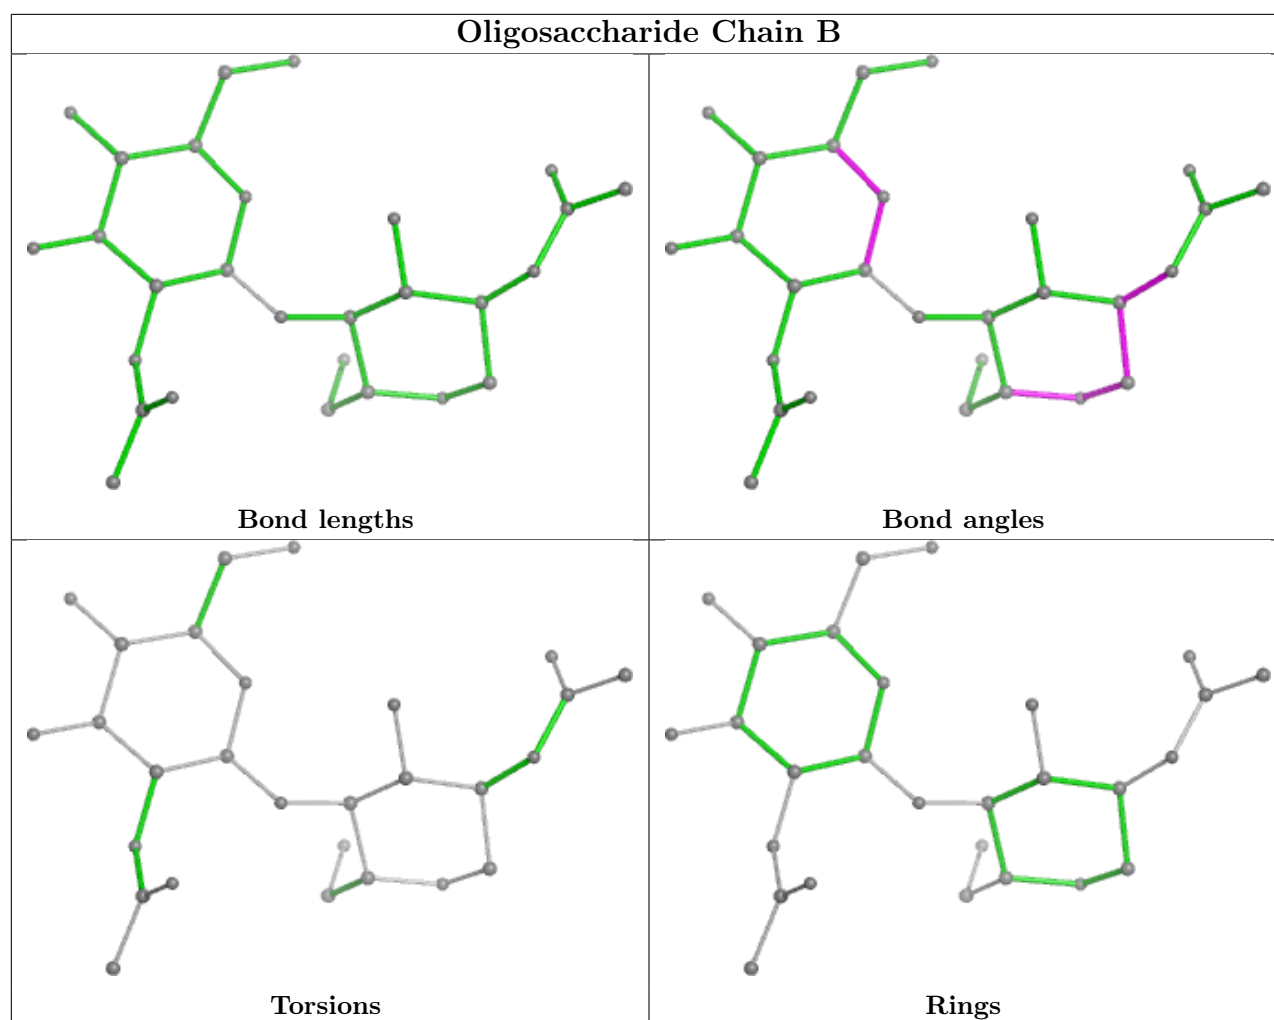 Oligosaccharide Chain B
Bond lengths
Bond angles
Torsions
Rings